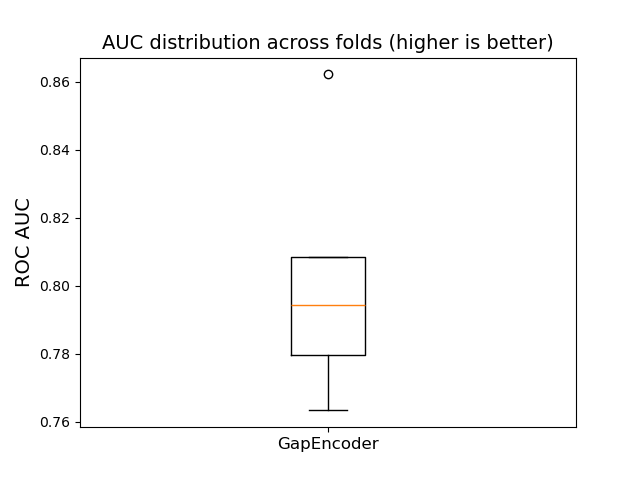 AUC distribution across folds (higher is better)
ROC AUC
0.86
0.84
0.82
0.80
0.78
0.76
GapEncoder